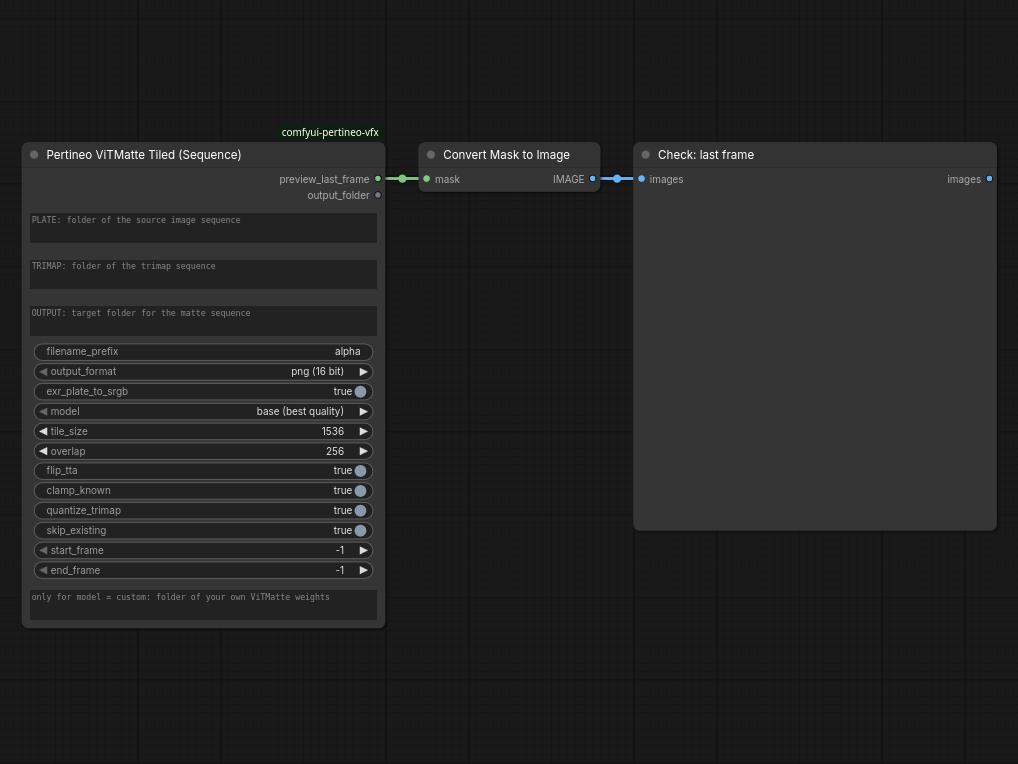 comfyui-pertineo-vfx
Pertineo ViTMatte Tiled (Sequence)
preview_last_frame
output_folder
PLATE: folder of the source image sequence
TRIMAP: folder of the trimap sequence
OUTPUT: target folder for the matte sequence
filename_prefix alpha
output_format png (16 bit)
exr_plate_to_srgb true
model base (best quality)
tile_size 1536
overlap 256
flip_tta true
clamp_known true
quantize_trimap true
skip_existing true
start_frame -1
end_frame -1
only for model = custom: folder of your own ViTMatte weights
Convert Mask to Image
mask IMAGE
Check: last frame
images images